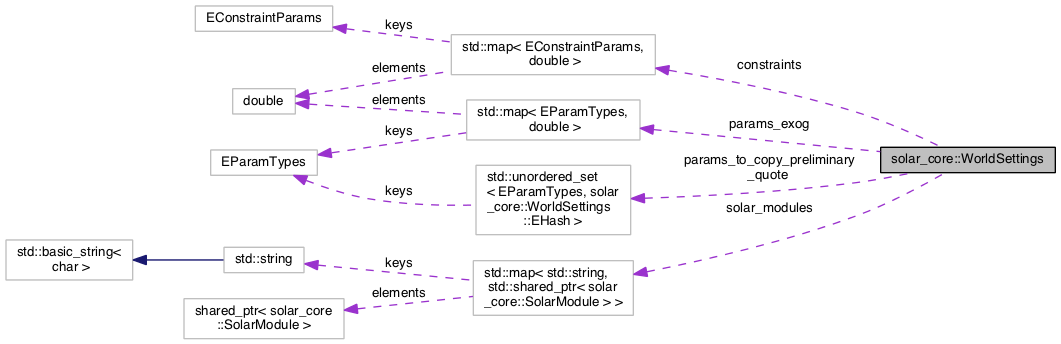 EConstraintParams
keys
std::map< EConstraintParams,
double >
constraints
elements
double
elements
std::map< EParamTypes,
double >
params_exog
keys
EParamTypes
solar_core::WorldSettings
params_to_copy_preliminary
_quote
std::unordered_set
< EParamTypes, solar
_core::WorldSettings
::EHash >
keys
solar_modules
std::basic_string<
char >
std::string
keys
std::map< std::string,
std::shared_ptr< solar
_core::SolarModule > >
elements
shared_ptr< solar_core
::SolarModule >